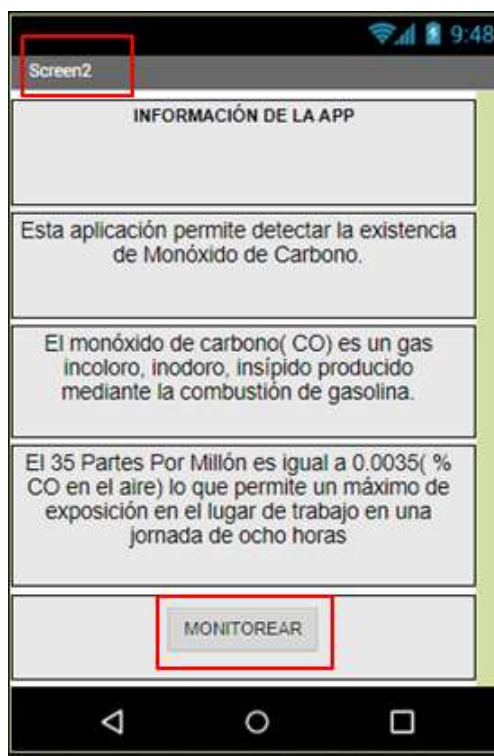 9:48
Screen2
INFORMACIÓN DE LA APP
Esta aplicación permite detectar la existencia
de Monóxido de Carbono.
El monóxido de carbono( CO) es un gas
incoloro, inodoro, insípido producido
mediante la combustión de gasolina.
El 35 Partes Por Millón es igual a 0.0035( %
CO en el aire) lo que permite un máximo de
exposición en el lugar de trabajo en una
jornada de ocho horas
MONITOREAR